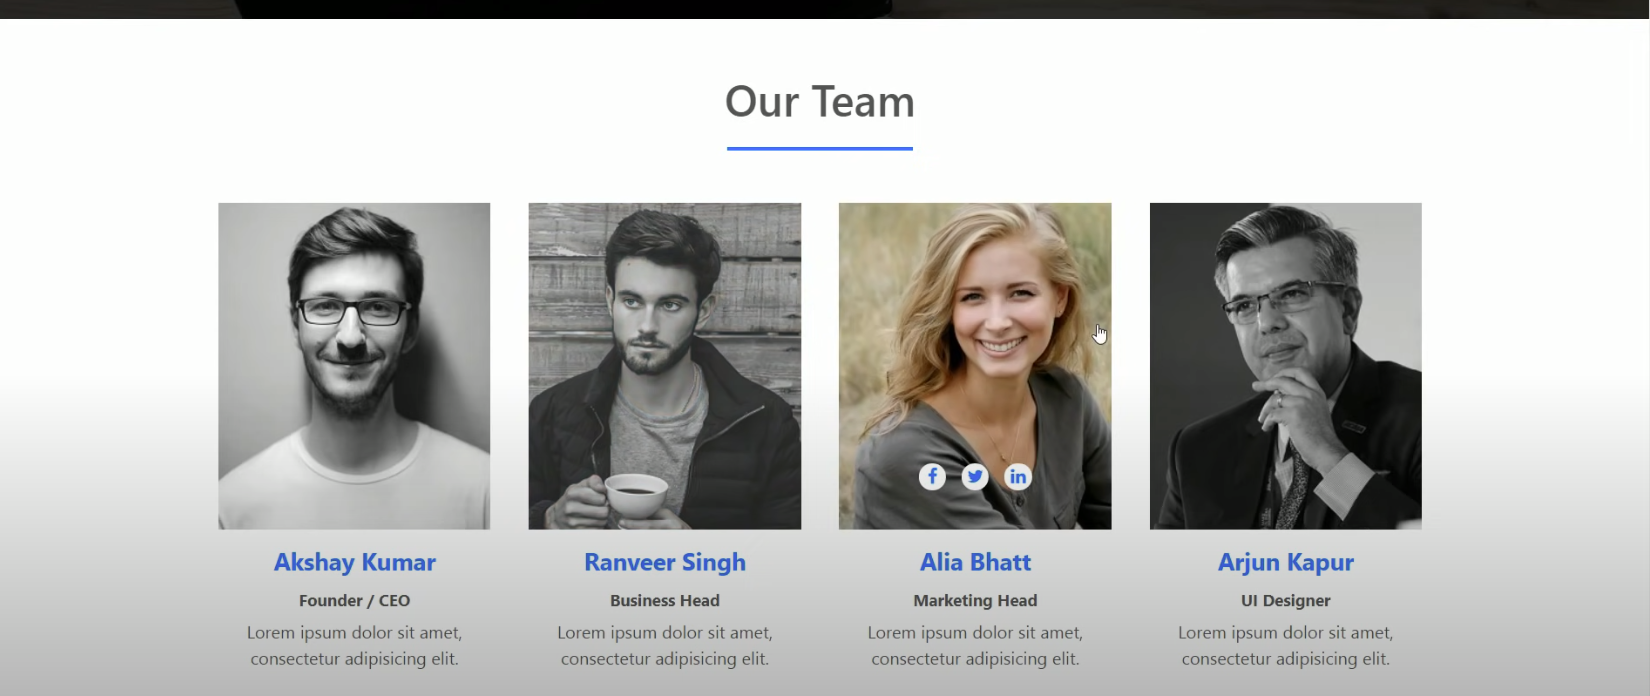 Our Team
Akshay Kumar
Founder / CEO
Lorem ipsum dolor sit amet,
consectetur adipisicing elit.
Ranveer Singh
Business Head
Lorem ipsum dolor sit amet,
consectetur adipisicing elit.
Alia Bhatt
Marketing Head
Lorem ipsum dolor sit amet,
consectetur adipisicing elit.
Arjun Kapur
UI Designer
Lorem ipsum dolor sit amet,
consectetur adipisicing elit.